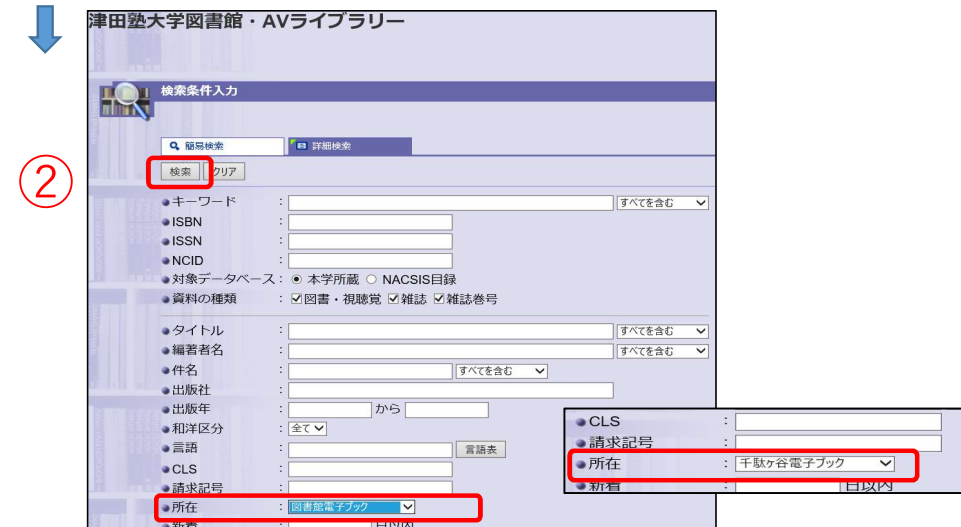 津田塾大学図書館・AVライブラリー
検索条件入力
簡易検索 詳細検索
②
検索 クリア
キーワード : すべてを含む
ISBN :
ISSN :
NCID :
対象データベース : 本学所蔵 NACSIS目録
資料の種類 : 図書・視聴覚 雑誌 雑誌巻号
タイトル : すべてを含む
編著者名 : すべてを含む
件名 : すべてを含む
出版社 :
出版年 : から
和洋区分 : 全て
言語 : 言語表
CLS :
請求記号 :
所在 : 図書館電子ブック
新着 : 日以内
CLS :
請求記号 :
所在 : 千駄ヶ谷電子ブック
新着 : 日以内